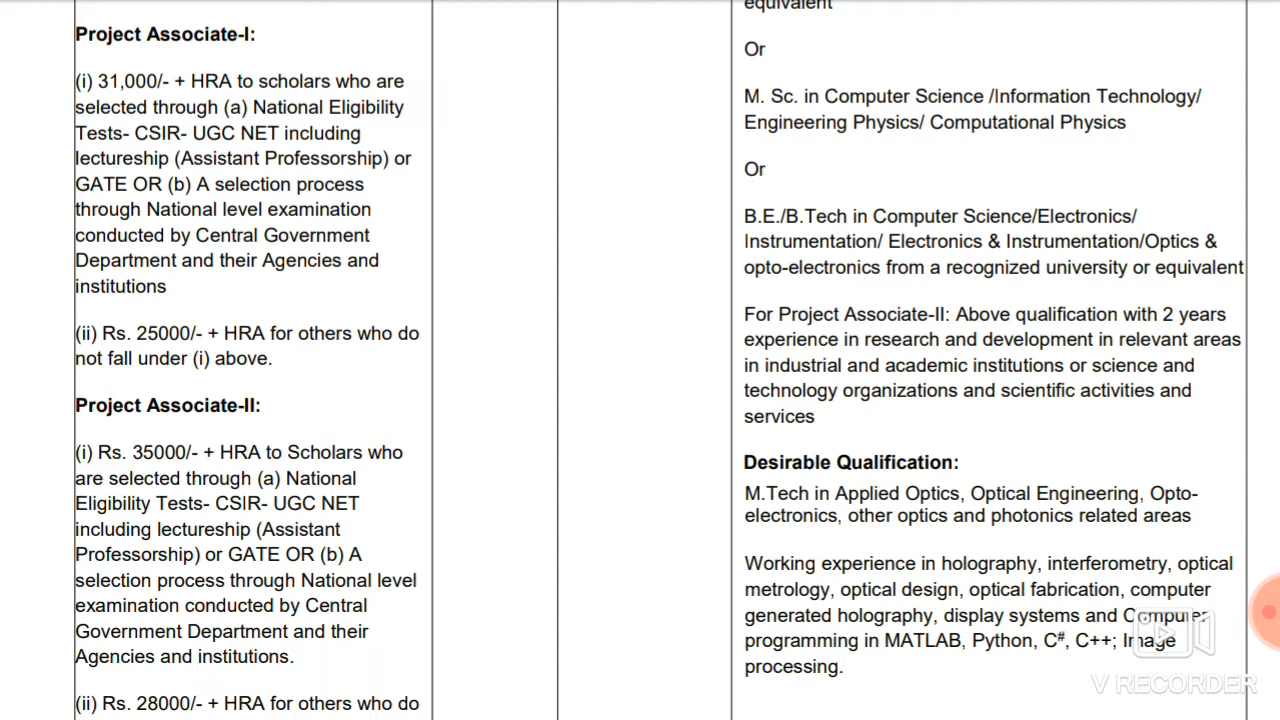 Project Associate-I:
(i) 31,000/- + HRA to scholars who are
selected through (a) National Eligibility
Tests- CSIR- UGC NET including
lectureship (Assistant Professorship) or
GATE OR (b) A selection process
through National level examination
conducted by Central Government
Department and their Agencies and
institutions
(ii) Rs. 25000/- + HRA for others who do
not fall under (i) above.
Project Associate-II:
(i) Rs. 35000/- + HRA to Scholars who
are selected through (a) National
Eligibility Tests- CSIR- UGC NET
including lectureship (Assistant
Professorship) or GATE OR (b) A
selection process through National level
examination conducted by Central
Government Department and their
Agencies and institutions.
(ii) Rs. 28000/- + HRA for others who do
equivalent
Or
M. Sc. in Computer Science /Information Technology/
Engineering Physics/ Computational Physics
Or
B.E./B.Tech in Computer Science/Electronics/
Instrumentation/ Electronics & Instrumentation/Optics &
opto-electronics from a recognized university or equivalent
For Project Associate-II: Above qualification with 2 years
experience in research and development in relevant areas
in industrial and academic institutions or science and
technology organizations and scientific activities and
services
Desirable Qualification:
M.Tech in Applied Optics, Optical Engineering, Opto-
electronics, other optics and photonics related areas
Working experience in holography, interferometry, optical
metrology, optical design, optical fabrication, computer
generated holography, display systems and Computer
programming in MATLAB, Python, C#, C++; Image
processing.
V RECORDER